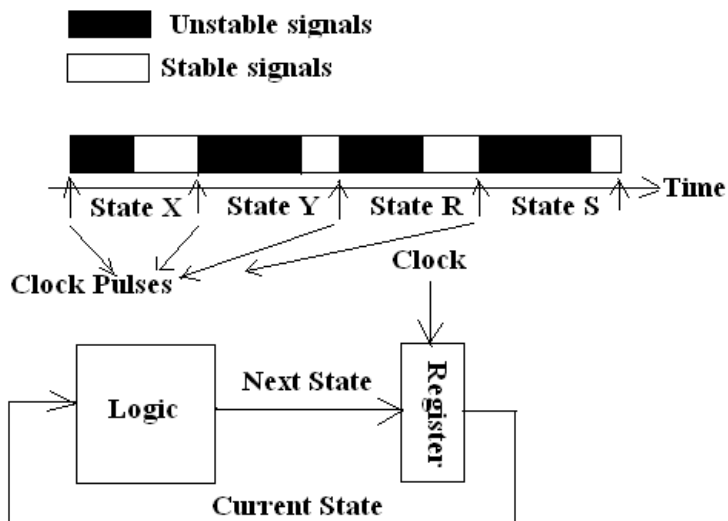 Unstable signals
Stable signals
Time
State X State Y State R State S
Clock Pulses
Clock
Logic
Next State
Register
Current State